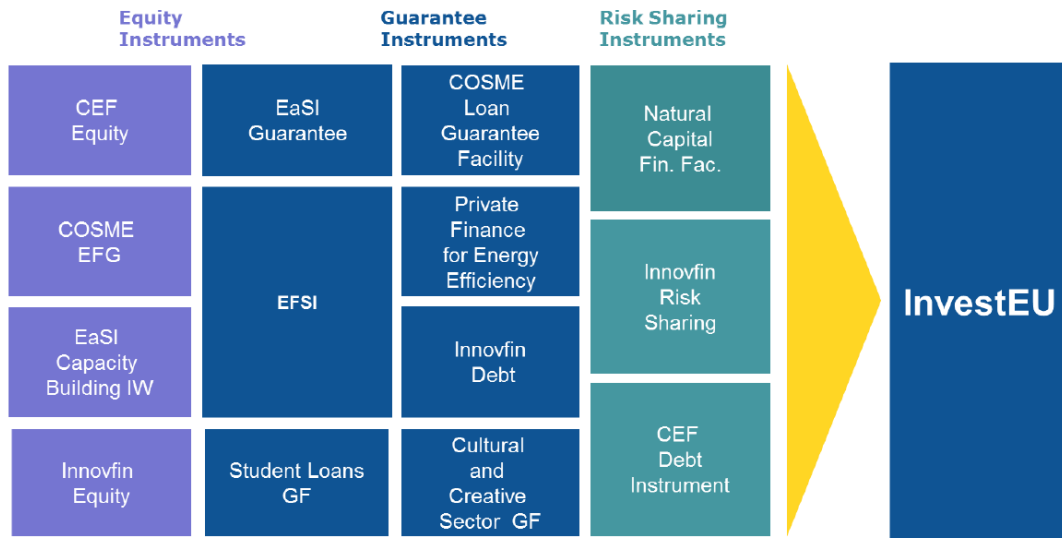 Equity
Instruments
Guarantee
Instruments
Risk Sharing
Instruments
CEF
Equity
COSME
EFG
EaSI
Capacity
Building IW
Innovfin
Equity
EaSI
Guarantee
EFSI
Student Loans
GF
COSME
Loan
Guarantee
Facility
Private
Finance
for Energy
Efficiency
Innovfin
Debt
Cultural
and
Creative
Sector GF
Natural
Capital
Fin. Fac.
Innovfin
Risk
Sharing
CEF
Debt
Instrument
InvestEU